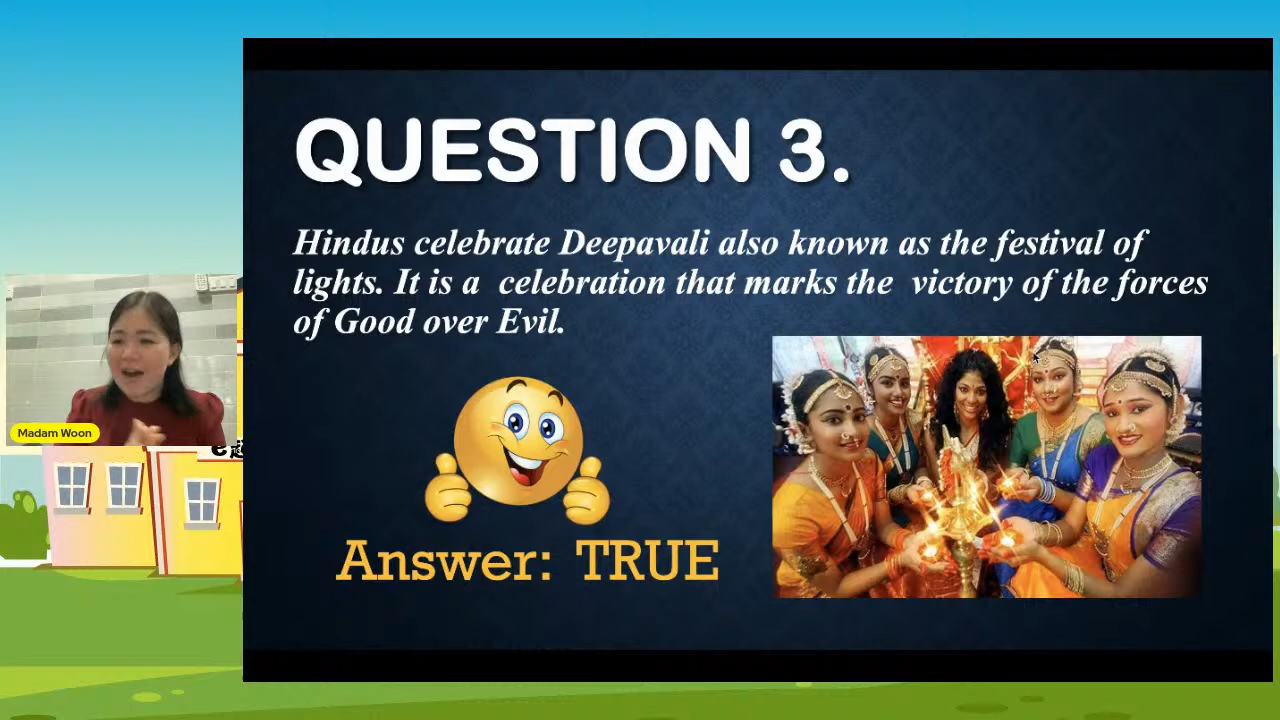 QUESTION 3.
Hindus celebrate Deepavali also known as the festival of
lights. It is a celebration that marks the victory of the forces
of Good over Evil.
Madam Woon
Answer: TRUE